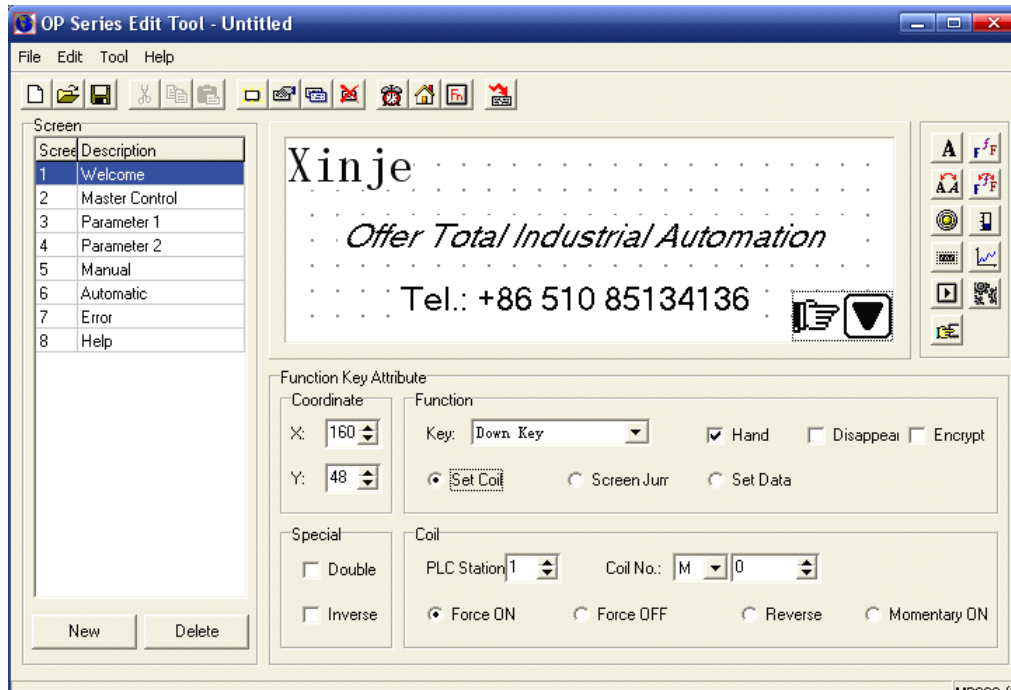 OP Series Edit Tool - Untitled
File Edit Tool Help
Screen
Scree Description
1 Welcome
2 Master Control
3 Parameter 1
4 Parameter 2
5 Manual
6 Automatic
7 Error
8 Help
New Delete
Xinje
Offer Total Industrial Automation
Tel.: +86 510 85134136
Function Key Attribute
Coordinate
X: 160
Y: 48
Function
Key: Down Key Hand Disappear Encrypt
Set Coil Screen Jum Set Data
Special
Double
Inverse
Coil
PLC Station 1 Coil No.: M 0
Force ON Force OFF Reverse Momentary ON